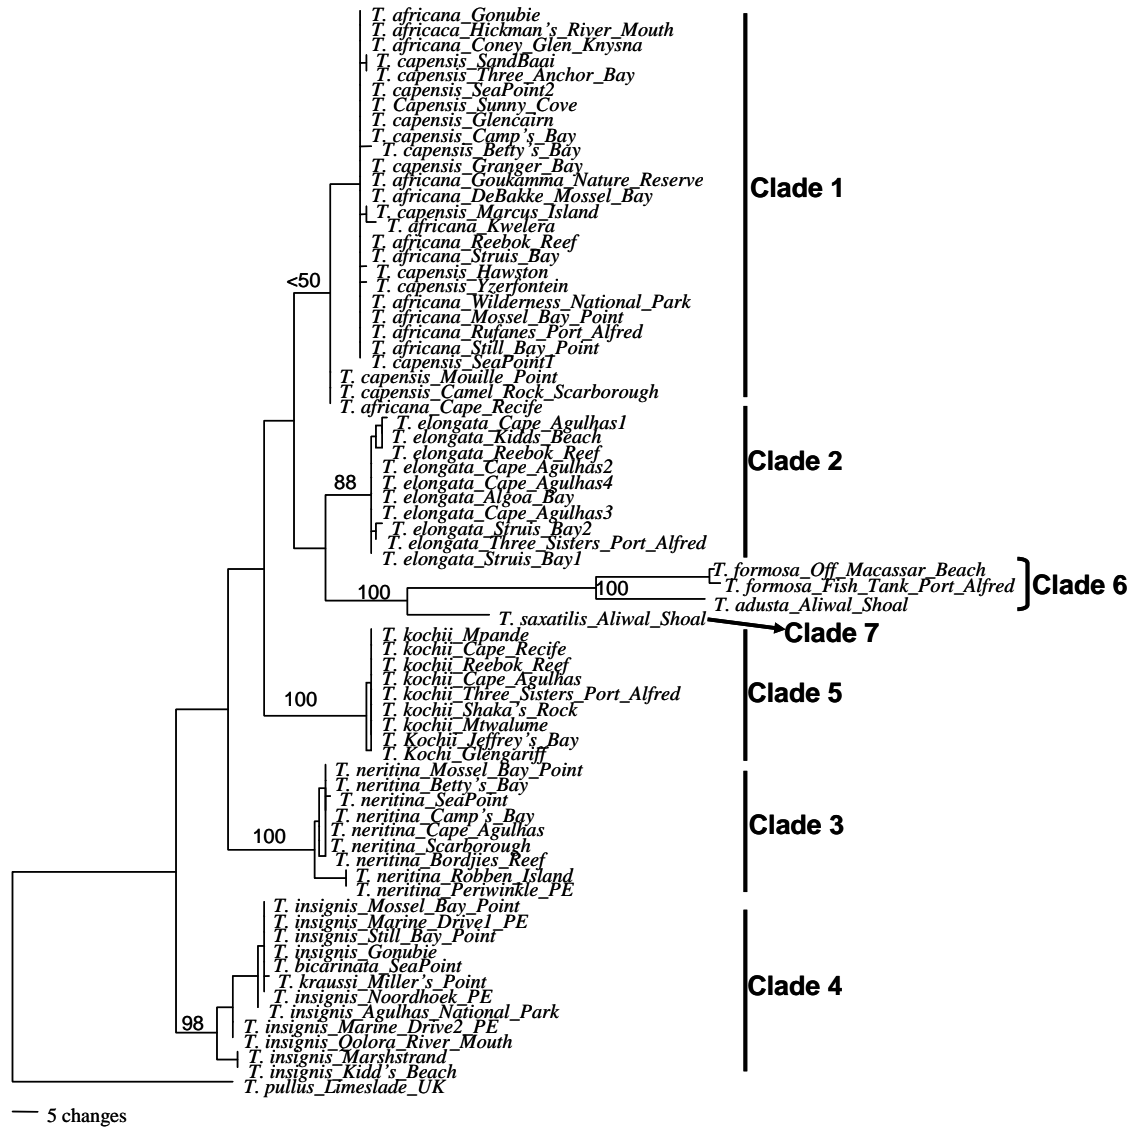 T. africana_Gonubie
T. africaca_Hickman's_River_Mouth
T. africana_Coney_Glen_Knysna
T. capensis_SandBaai
T. capensis_Three_Anchor_Bay
T. capensis_SeaPoint2
T. Capensis_Sunny_Cove
T. capensis_Glencairn
T. capensis_Camp's_Bay
T. capensis_Betty's_Bay
T. capensis_Granger_Bay
T. africana_Goukamma_Nature_Reserve
Clade 1
T. africana_DeBakke_Mossel_Bay
T. capensis_Marcus_Island
T. africana_Kwelera
T. africana_Reebok_Reef
T. africana_Struis_Bay
T. capensis_Hawston
<50
T. capensis_Yzerfontein
T. africana_Wilderness_National_Park
T. africana_Mossel_Bay_Point
T. africana_Rufanes_Port_Alfred
T. africana_Still_Bay_Point
T. capensis_SeaPoint1
T. capensis_Mouille_Point
T. capensis_Camel_Rock_Scarborough
T. africana_Cape_Recife
T. elongata_Cape_Agulhas1
T. elongata_Kidds_Beach
T. elongata_Reebok_Reef
Clade 2
T. elongata_Cape_Agulhas2
88
T. elongata_Cape_Agulhas4
T. elongata_Algoa_Bay
T. elongata_Cape_Agulhas3
T. elongata_Struis_Bay2
T. elongata_Three_Sisters_Port_Alfred
T. elongata_Struis_Bay1
T. formosa_Off_Macassar_Beach
100
100
T. formosa_Fish_Tank_Port_Alfred
Clade 6
T. adusta_Aliwal_Shoal
T. saxatilis_Aliwal_Shoal
Clade 7
T. kochii_Mpande
T. kochii_Cape_Recife
T. kochii_Reebok_Reef
T. kochii_Cape_Agulhas
T. kochii_Three_Sisters_Port_Alfred
Clade 5
100
T. kochii_Shaka's_Rock
T. kochii_Mtwalume
T. Kochii_Jeffrey's_Bay
T. Kochi_Glengariff
T. neritina_Mossel_Bay_Point
T. neritina_Betty's_Bay
T. neritina_SeaPoint
T. neritina_Camp's_Bay
Clade 3
100
T. neritina_Cape_Agulhas
T. neritina_Scarborough
T. neritina_Bordjies_Reef
T. neritina_Robben_Island
T. neritina_Periwinkle_PE
T. insignis_Mossel_Bay_Point
T. insignis_Marine_Drive1_PE
T. insignis_Still_Bay_Point
T. insignis_Gonubie
T. bicarinata_SeaPoint
T. kraussi_Miller's_Point
Clade 4
T. insignis_Noordhoek_PE
T. insignis_Agulhas_National_Park
98
T. insignis_Marine_Drive2_PE
T. insignis_Qolora_River_Mouth
T. insignis_Marshstrand
T. insignis_Kidd's_Beach
T. pullus_Limeslade_UK
5 changes